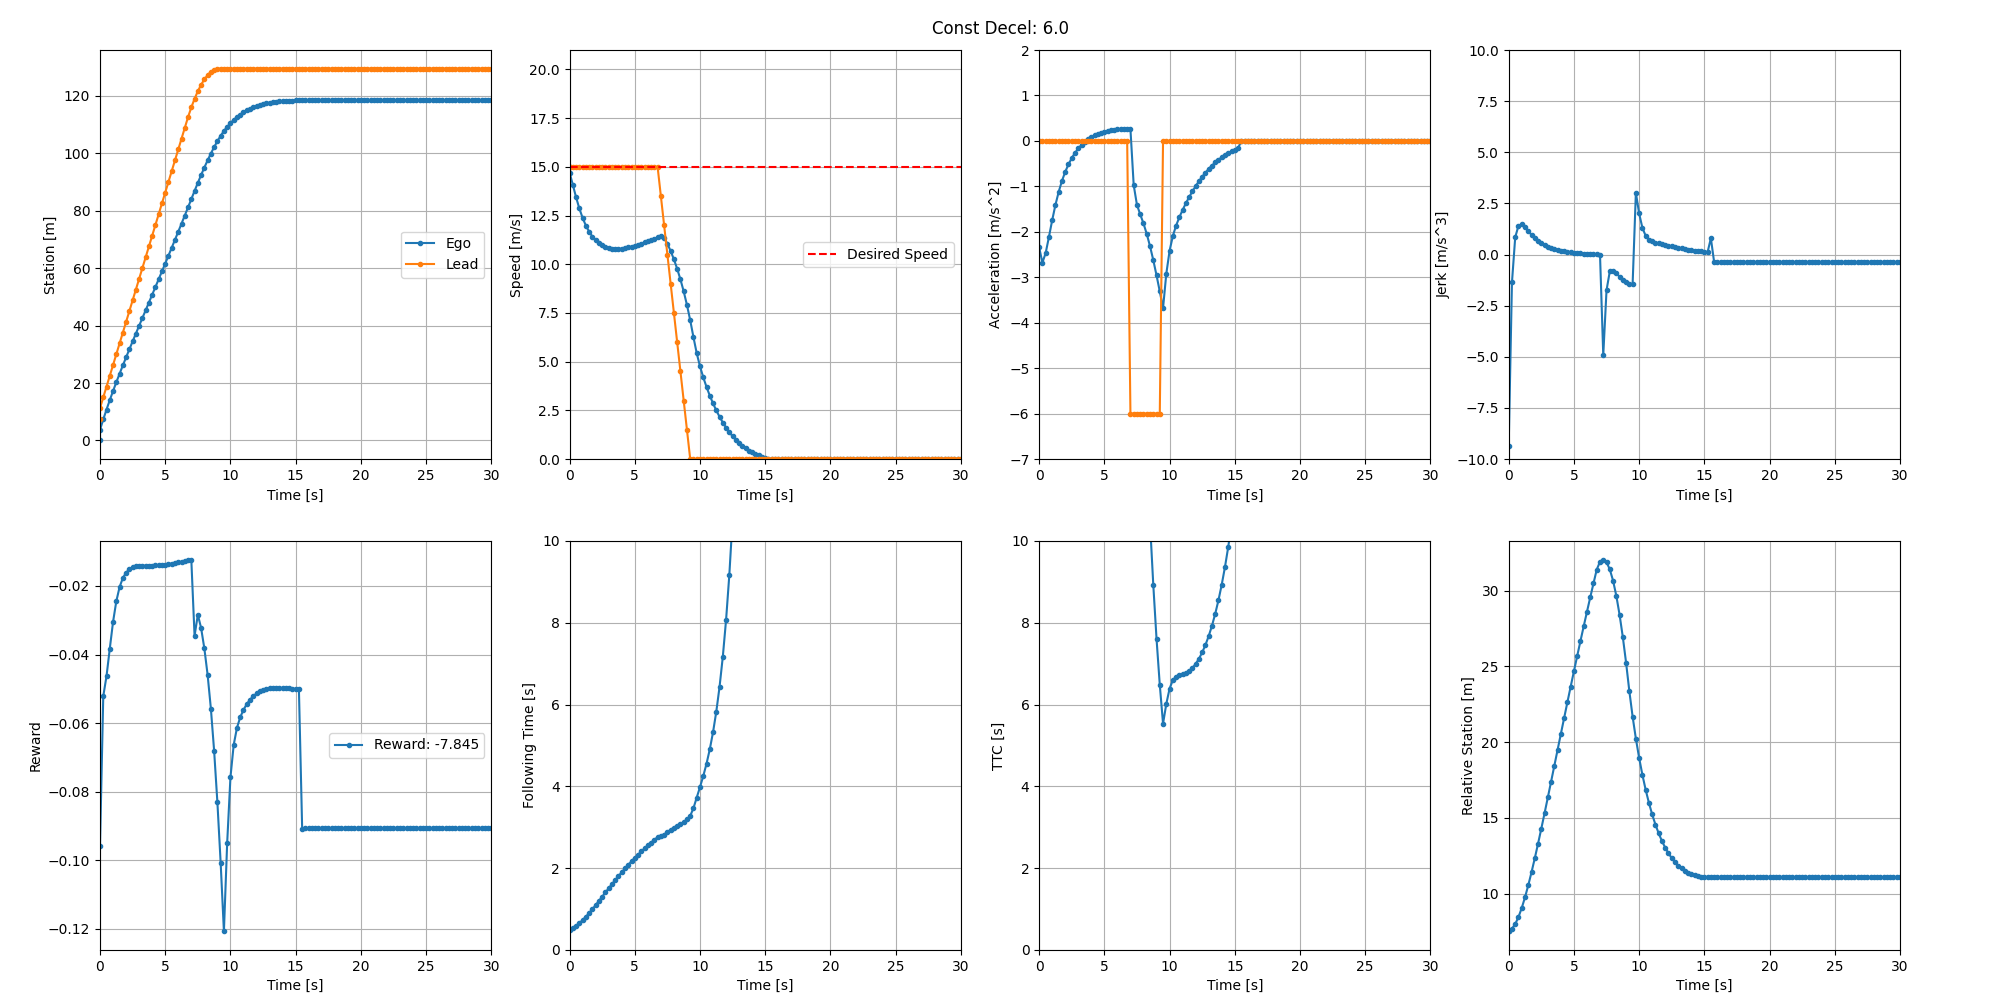 Const Decel: 6.0
Station [m]
120
100
80
60
40
20
0
Ego
Lead
0 5 10 15 20 25 30
Time [s]
Speed [m/s]
20.0
17.5
15.0
12.5
10.0
7.5
5.0
2.5
0.0
Desired Speed
0 5 10 15 20 25 30
Time [s]
Acceleration [m/s^2]
2
1
0
−1
−2
−3
−4
−5
−6
−7
0 5 10 15 20 25 30
Time [s]
Jerk [m/s^3]
10.0
7.5
5.0
2.5
0.0
−2.5
−5.0
−7.5
−10.0
0 5 10 15 20 25 30
Time [s]
Reward
−0.02
−0.04
−0.06
−0.08
−0.10
−0.12
Reward: -7.845
0 5 10 15 20 25 30
Time [s]
Following Time [s]
10
8
6
4
2
0
0 5 10 15 20 25 30
Time [s]
TTC [s]
10
8
6
4
2
0
0 5 10 15 20 25 30
Time [s]
Relative Station [m]
30
25
20
15
10
0 5 10 15 20 25 30
Time [s]